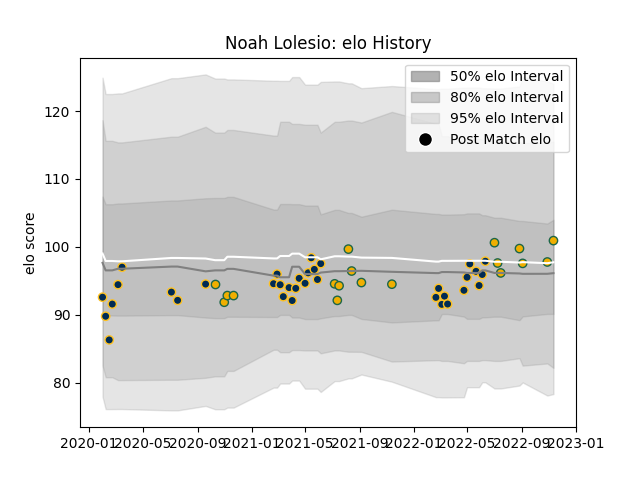 Noah Lolesio: elo History
50% elo Interval
80% elo Interval
95% elo Interval
Post Match elo
elo score
120
110
100
90
80
2020-01 2020-05 2020-09 2021-01 2021-05 2021-09 2022-01 2022-05 2022-09 2023-01